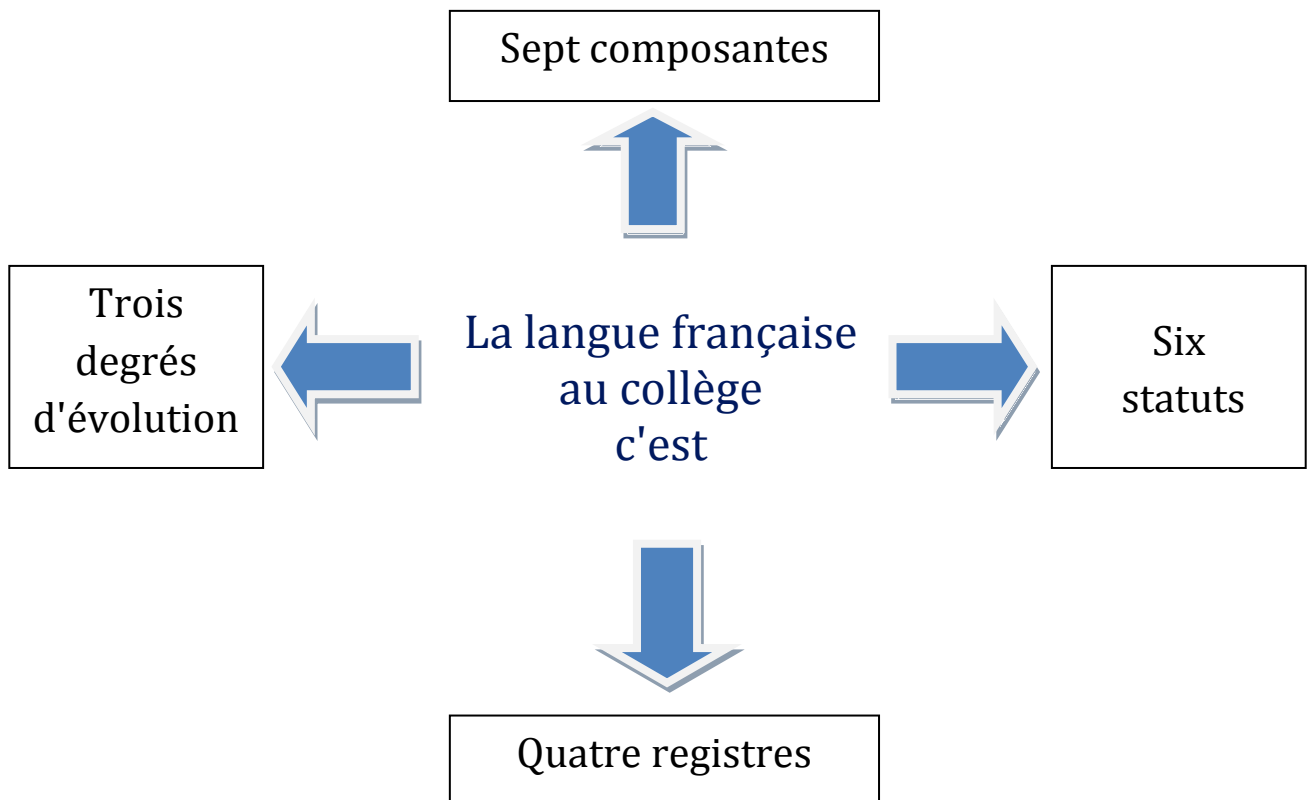 Sept composantes
Trois
degrés
d'évolution
La langue française
au collège
c'est
Six
statuts
Quatre registres